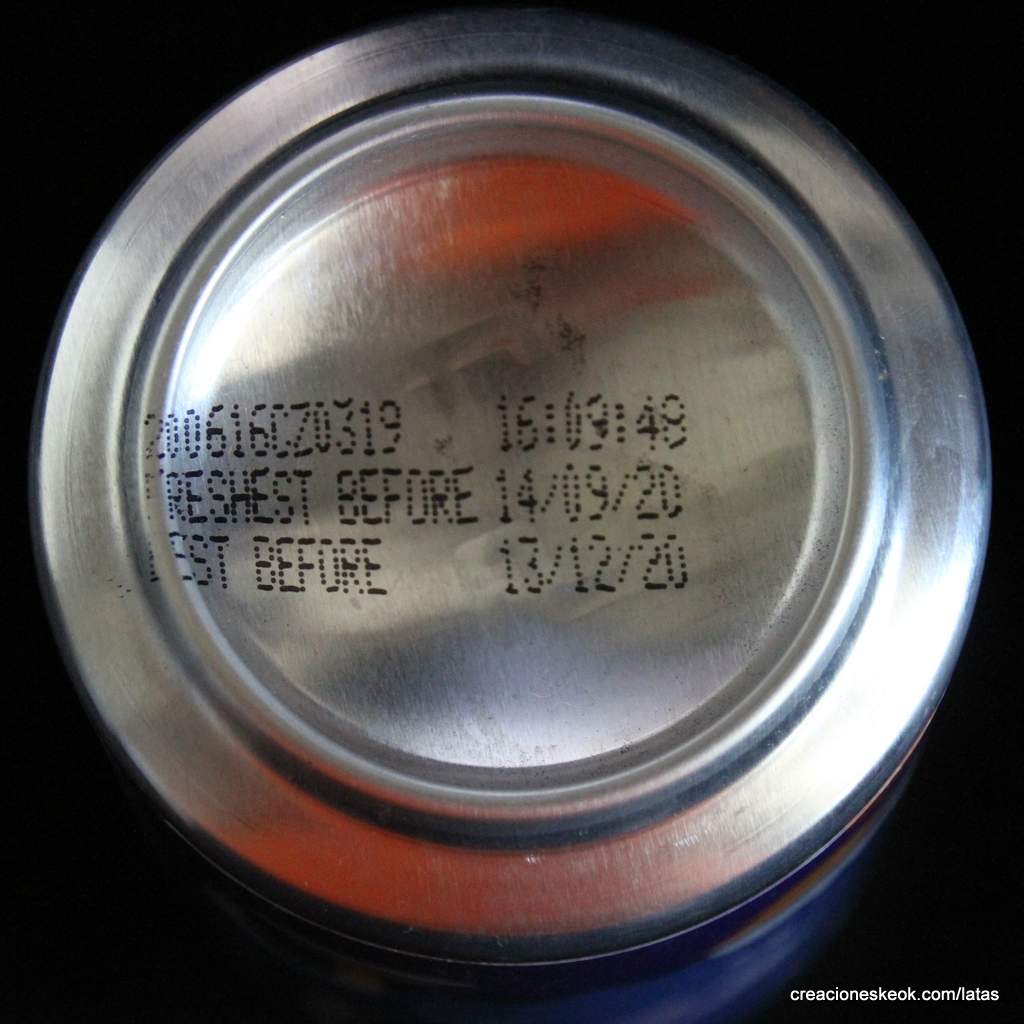 200616CZ0319 16:09:48
FRESHEST BEFORE 14/09/20
BEST BEFORE 13/12/20
creacioneskeok.com/latas